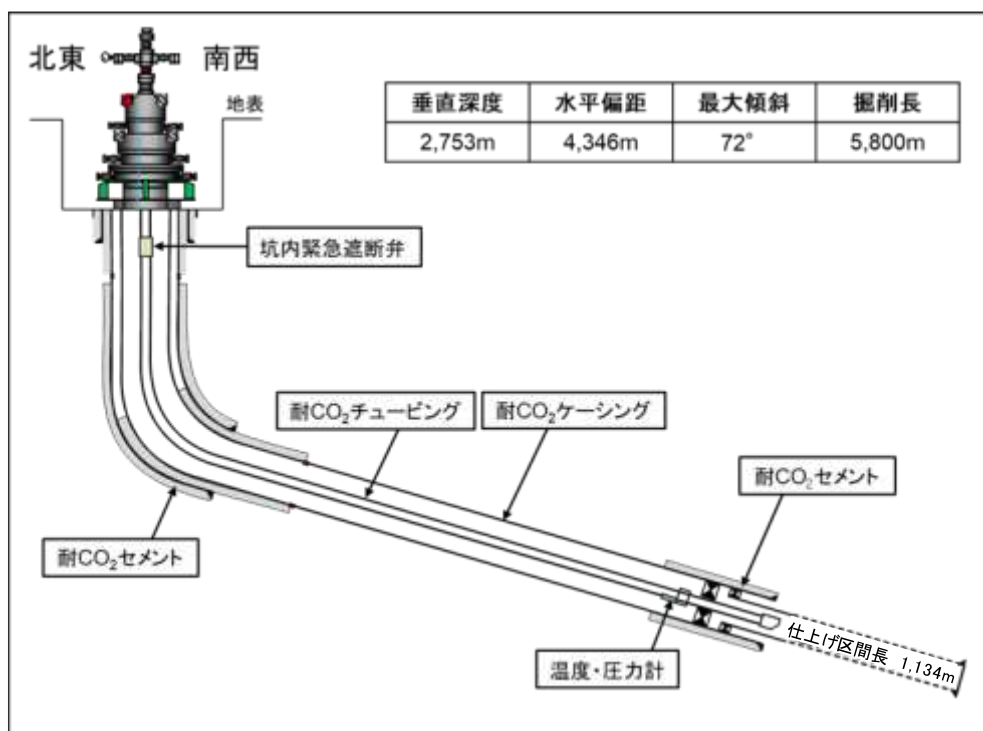 北東
南西
地表
垂直深度 水平偏距 最大傾斜 掘削長
2,753m 4,346m 72° 5,800m
坑内緊急遮断弁
耐CO₂チュービング
耐CO₂ケーシング
耐CO₂セメント
耐CO₂セメント
温度・圧力計
仕上げ区間長 1,134m